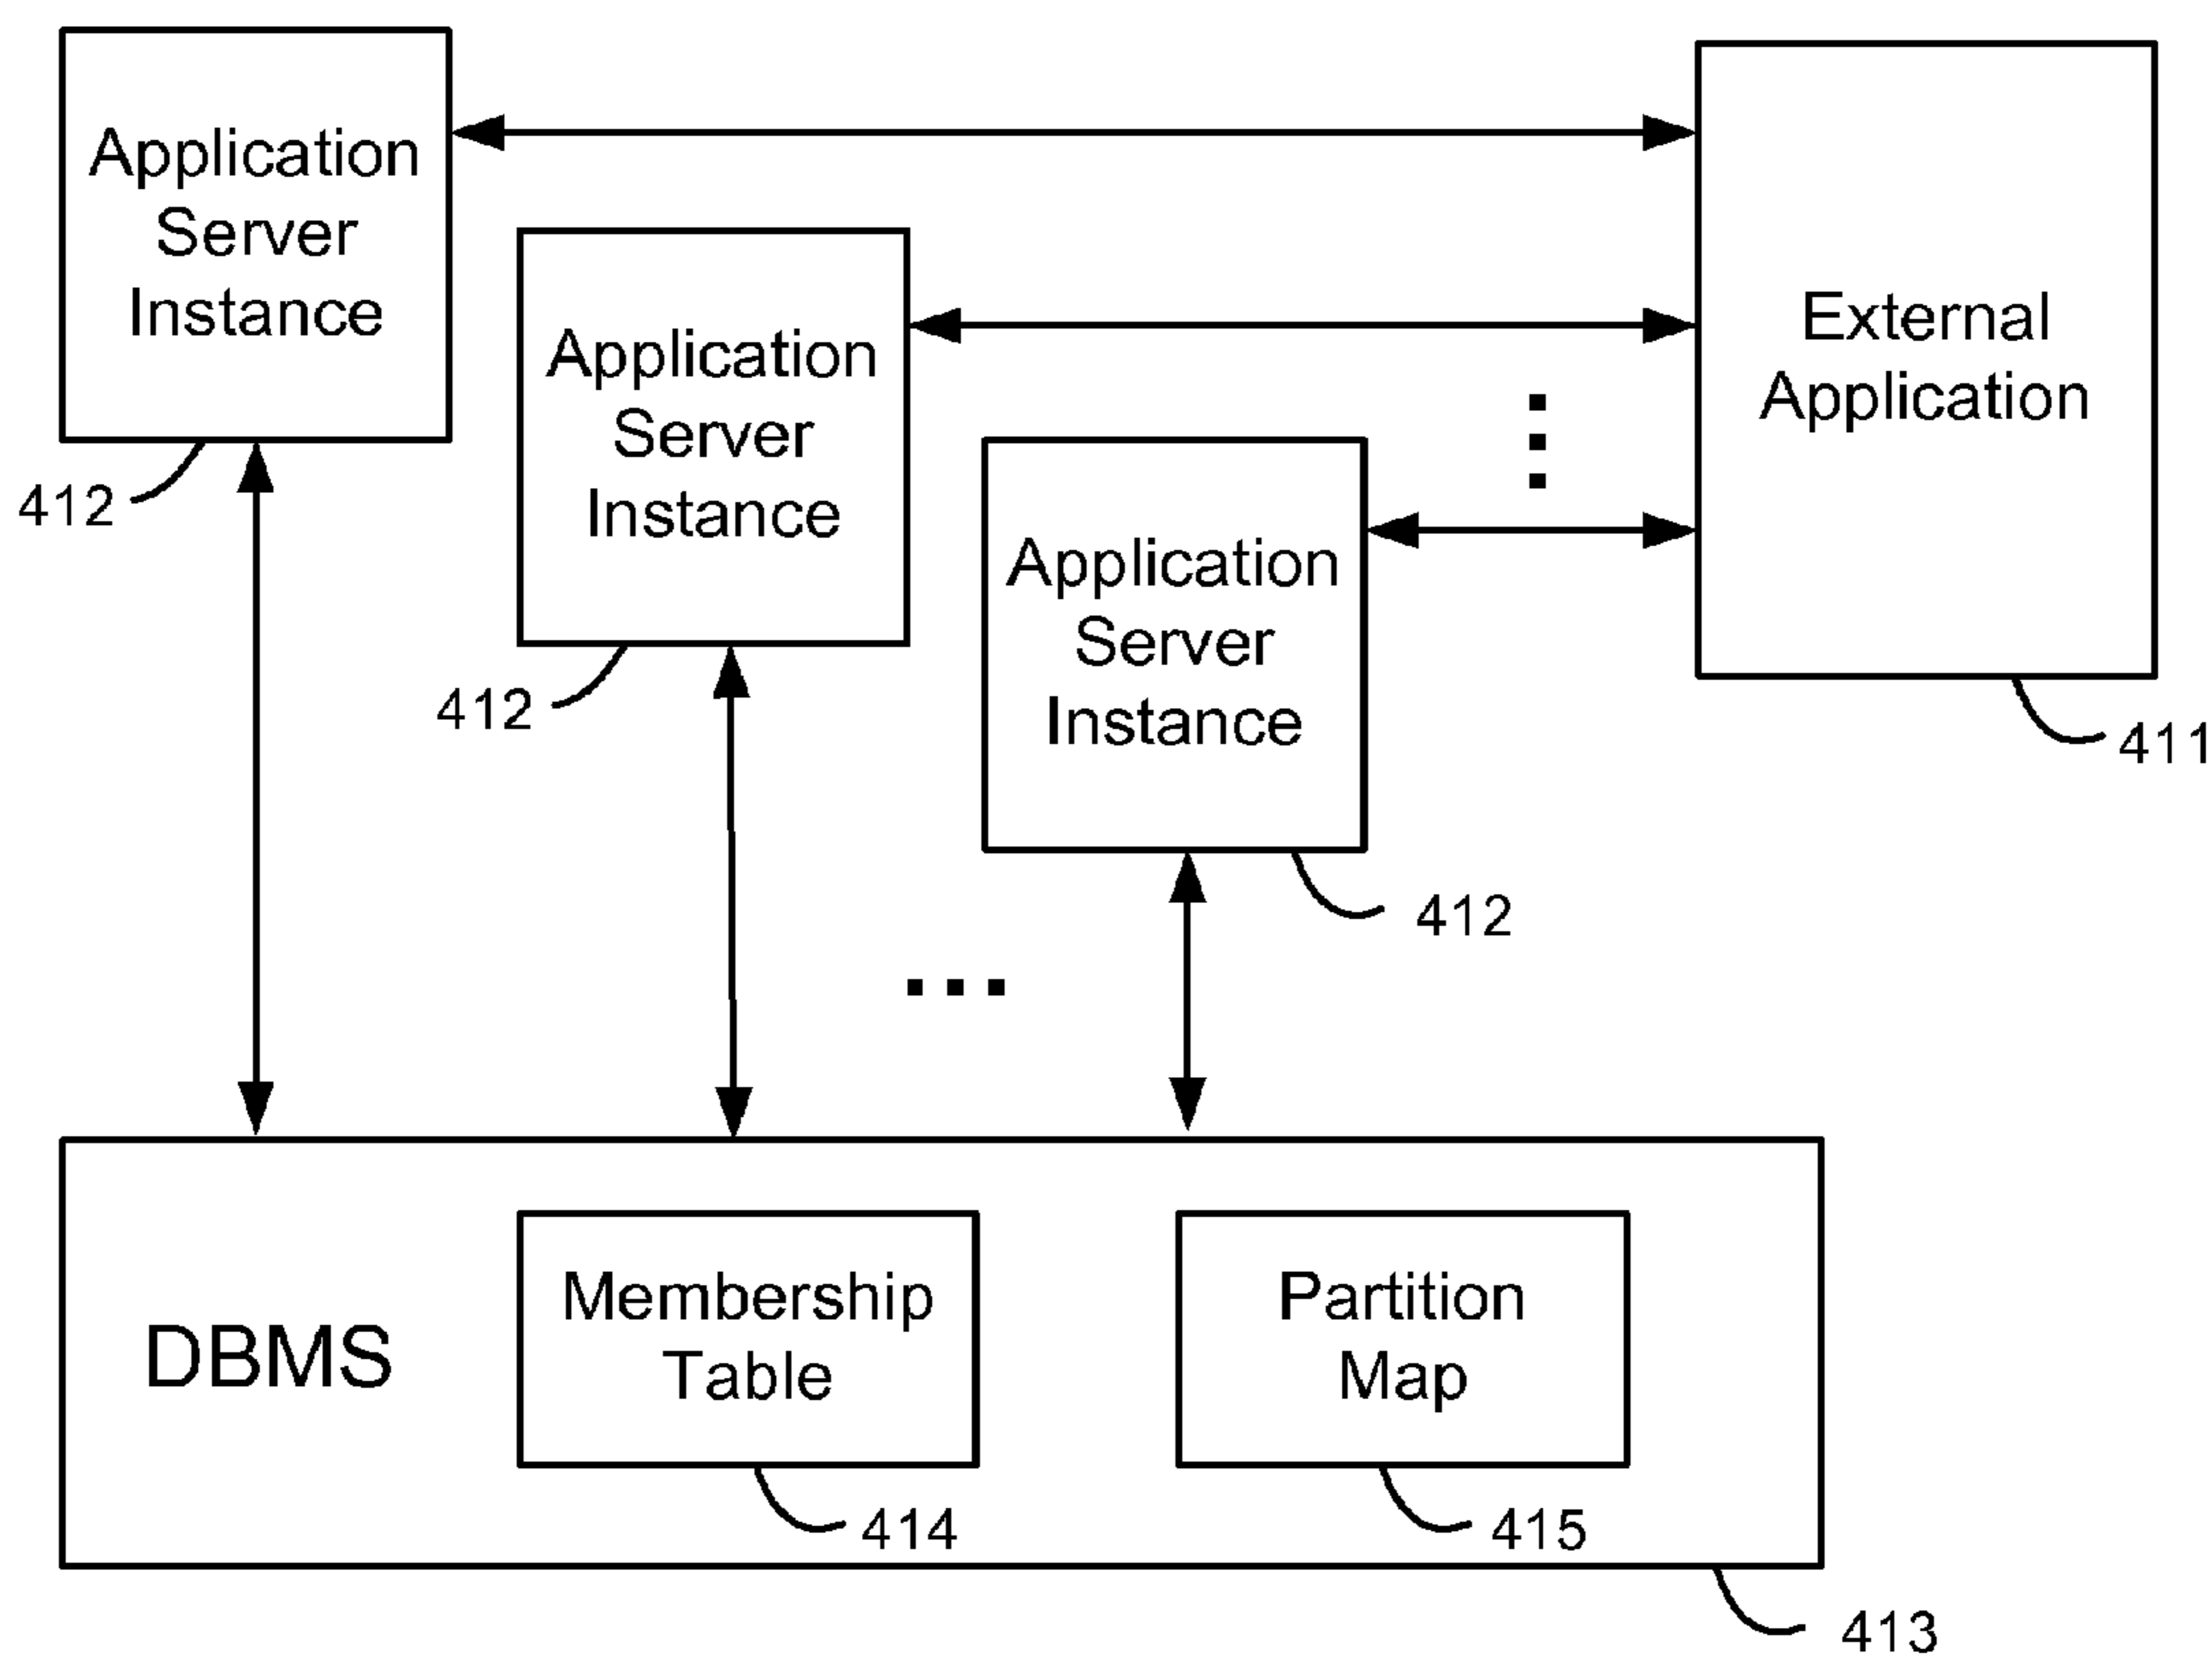 Application
Server
Instance
412
Application
Server
Instance
412
Application
Server
Instance
412
External
Application
411
DBMS
Membership
Table
414
Partition
Map
415
413